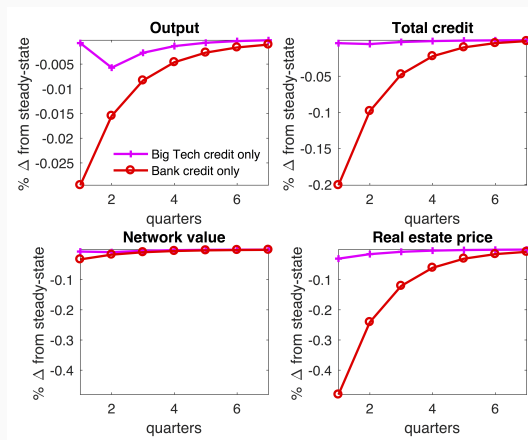 Output
% Δ from steady-state
-0.005
-0.01
-0.015
-0.02
-0.025
Big Tech credit only
Bank credit only
2 4 6
quarters
Total credit
% Δ from steady-state
-0.05
-0.1
-0.15
-0.2
2 4 6
quarters
Network value
% Δ from steady-state
-0.1
-0.2
-0.3
-0.4
2 4 6
quarters
Real estate price
% Δ from steady-state
-0.1
-0.2
-0.3
-0.4
2 4 6
quarters